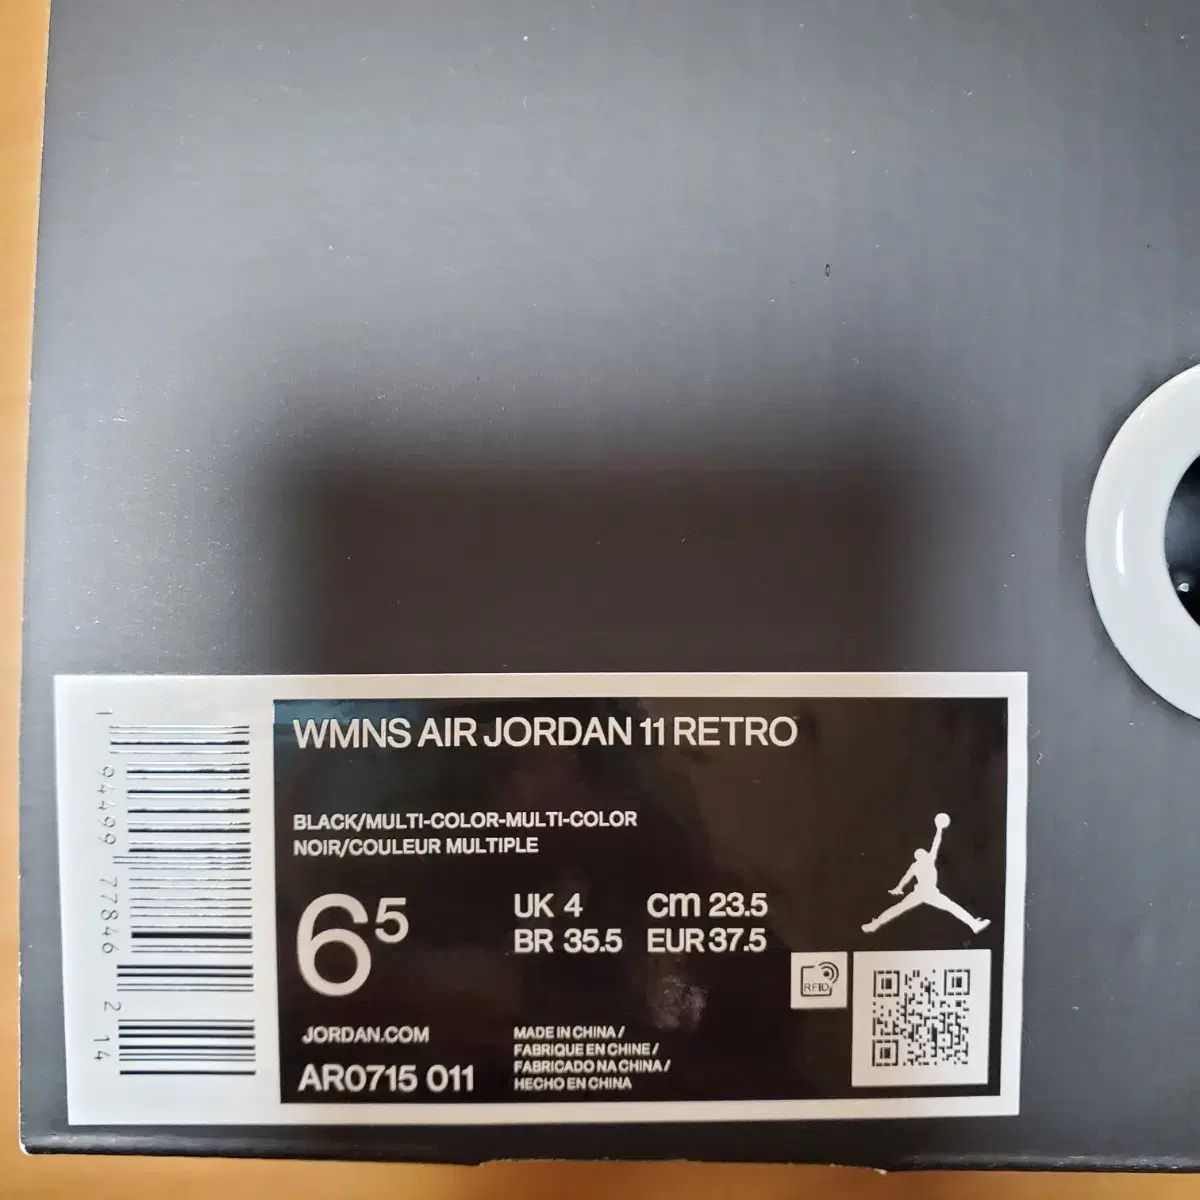 WMNS AIR JORDAN 11 RETRO
BLACK/MULTI-COLOR-MULTI-COLOR
NOIR/COULEUR MULTIPLE
6 5
UK 4
BR 35.5
cm 23.5
EUR 37.5
RFID
JORDAN.COM
AR0715 011
MADE IN CHINA /
FABRIQUE EN CHINE /
FABRICADO NA CHINA /
HECHO EN CHINA
1 94499 77846 2 14